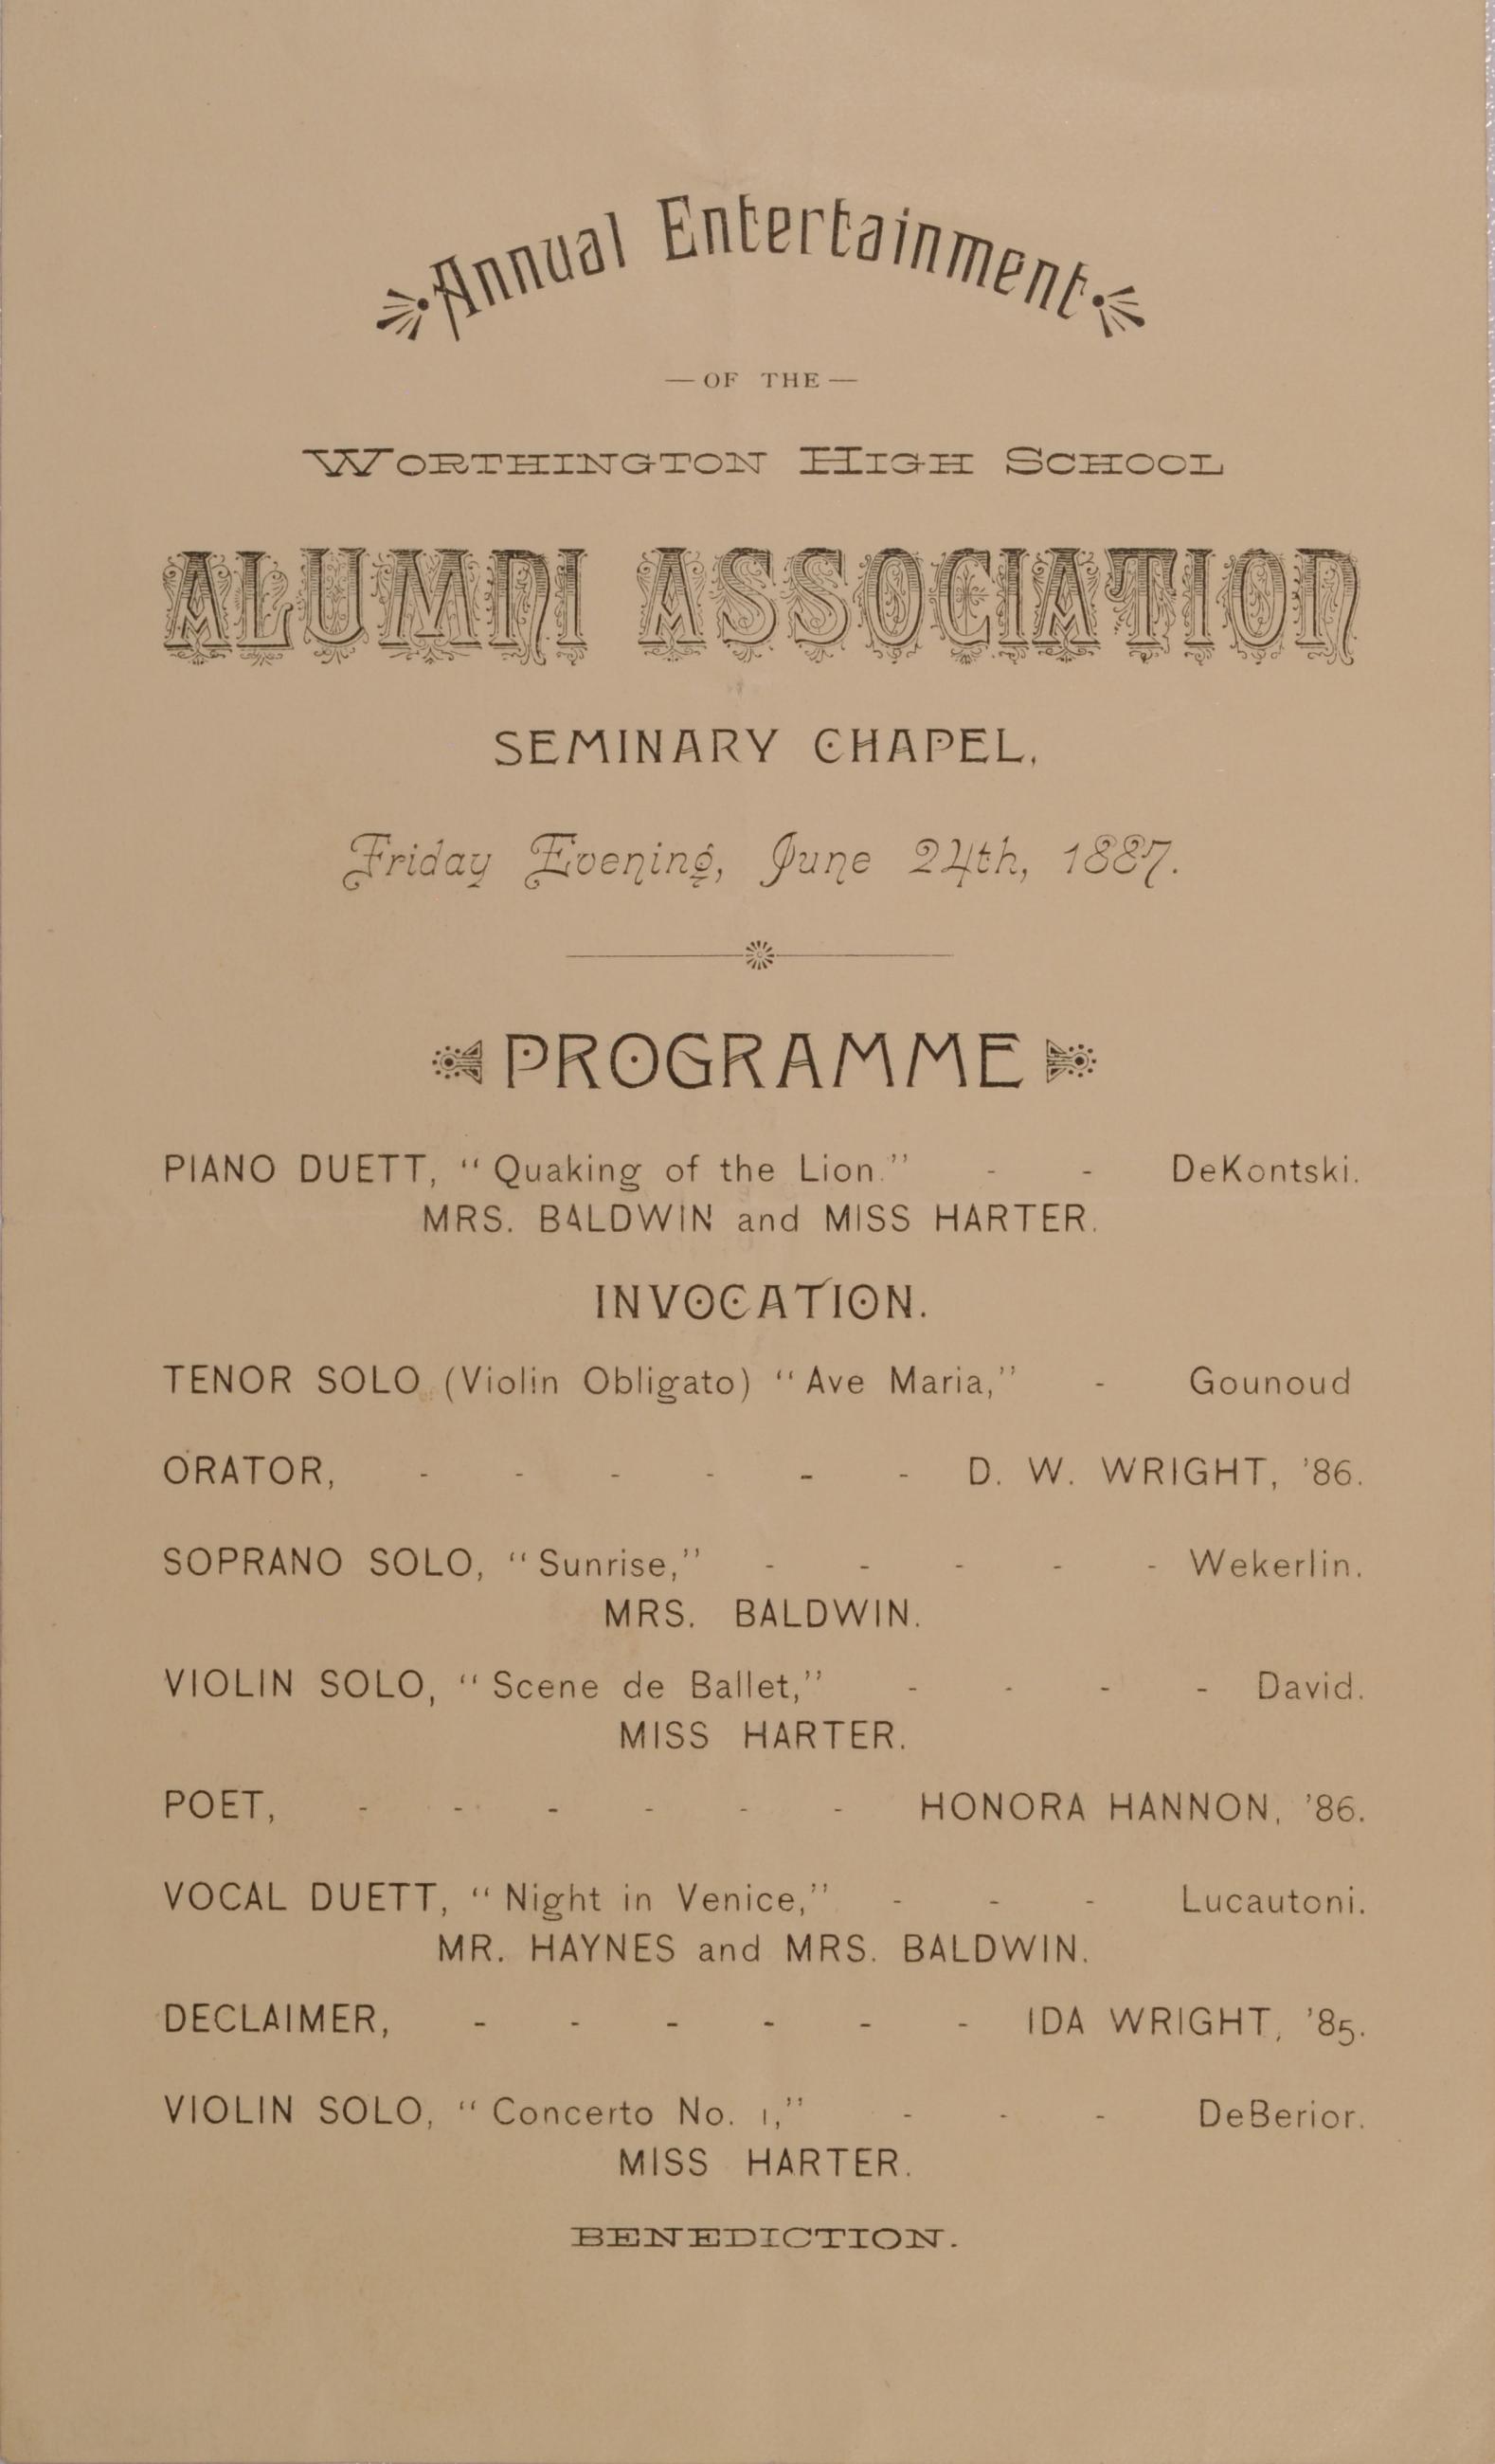 Annual Entertainment
— OF THE —
WORTHINGTON HIGH SCHOOL
ALUMNI ASSOCIATION
SEMINARY CHAPEL,
Friday Evening, June 24th, 1887.
PROGRAMME
PIANO DUETT, “Quaking of the Lion.” - - DeKontski.
MRS. BALDWIN and MISS HARTER.
INVOCATION.
TENOR SOLO (Violin Obligato) “Ave Maria,” - Gounoud
ORATOR, - - - - - - D. W. WRIGHT, ’86.
SOPRANO SOLO, “Sunrise,” - - - - - Wekerlin.
MRS. BALDWIN.
VIOLIN SOLO, “Scene de Ballet,” - - - - David.
MISS HARTER.
POET, - - - - - - HONORA HANNON, ’86.
VOCAL DUETT, “Night in Venice,” - - - Lucautoni.
MR. HAYNES and MRS. BALDWIN.
DECLAIMER, - - - - - - IDA WRIGHT, ’85.
VIOLIN SOLO, “Concerto No. 1,” - - - DeBerior.
MISS HARTER.
BENEDICTION.